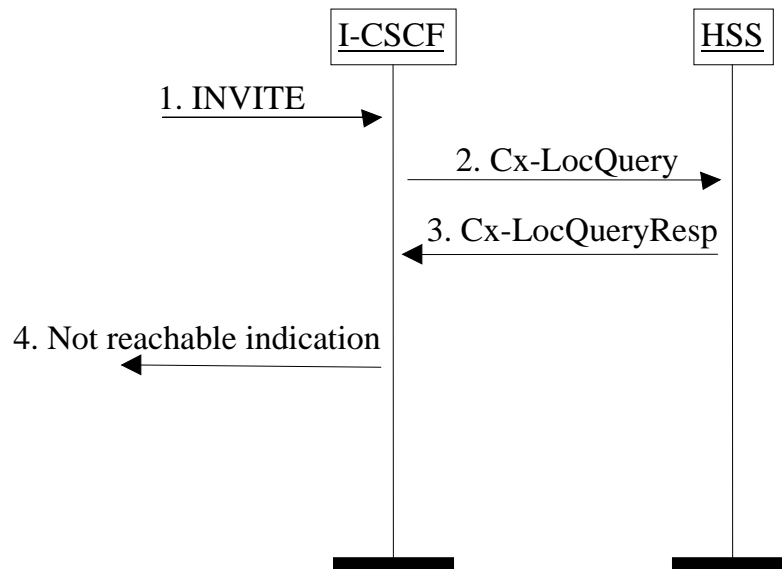 I-CSCF HSS
1. INVITE
2. Cx-LocQuery
3. Cx-LocQueryResp
4. Not reachable indication